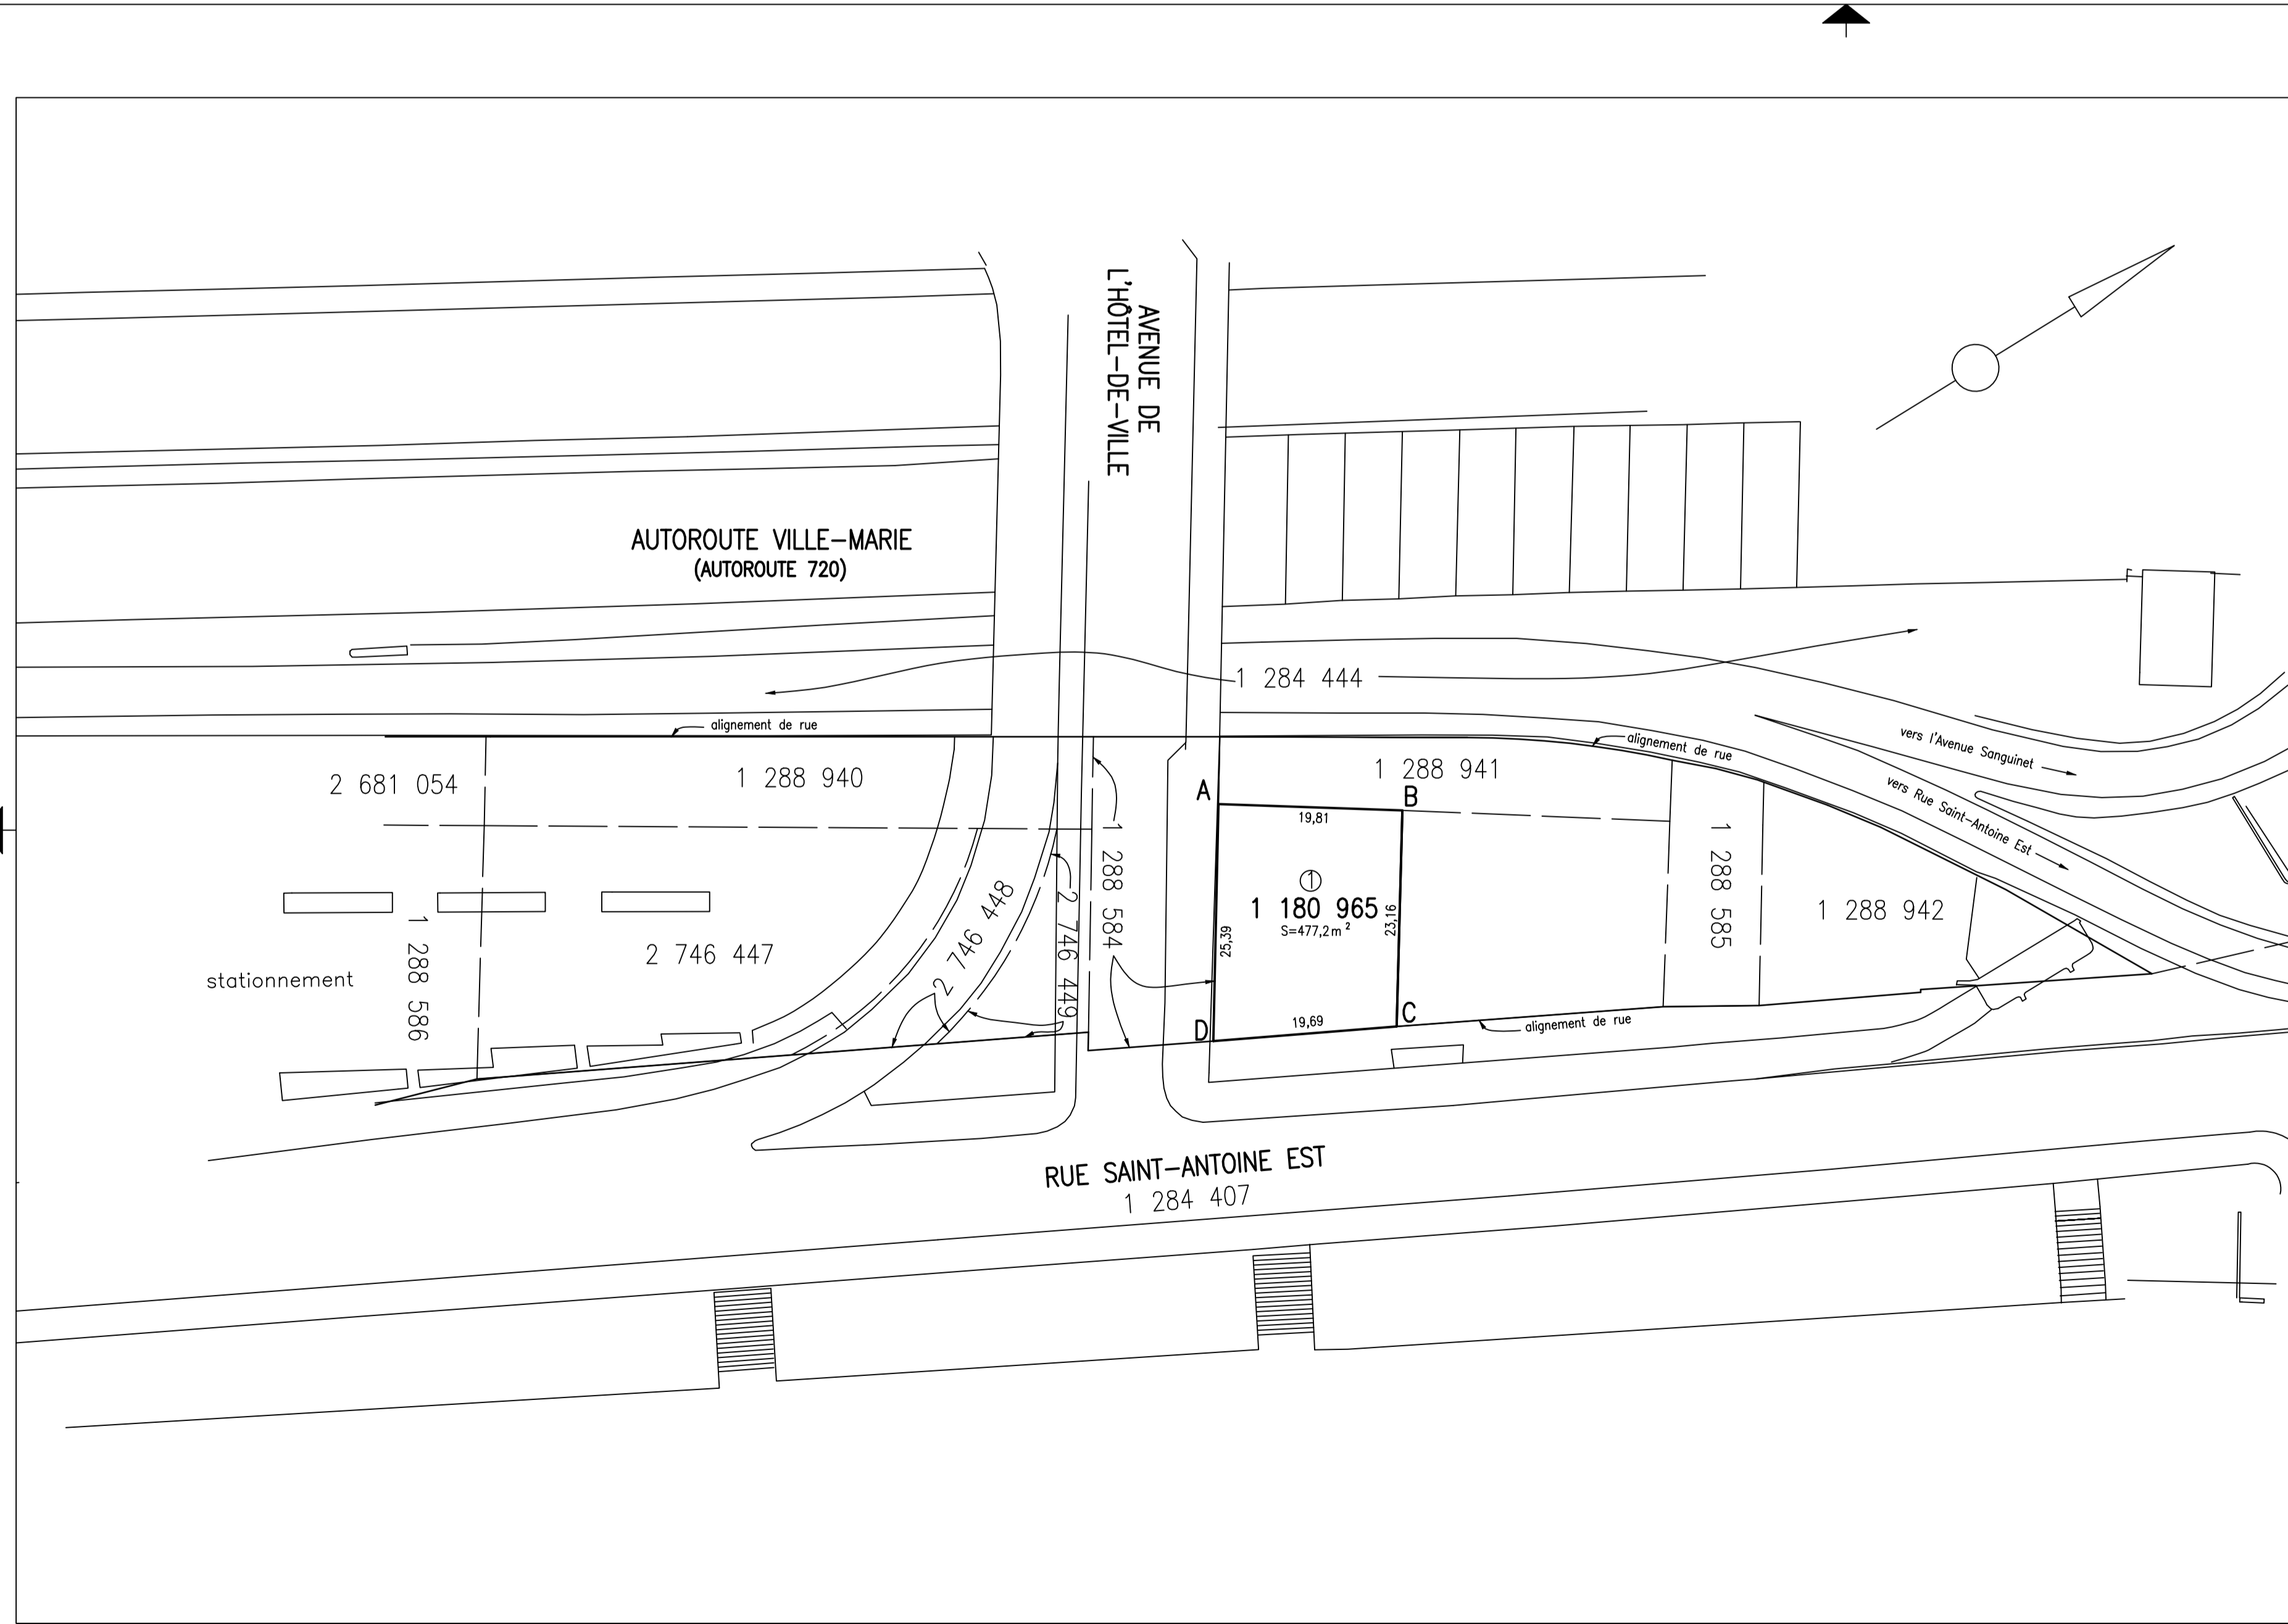 AVENUE DE
L'HÔTEL-DE-VILLE
AUTOROUTE VILLE-MARIE
(AUTOROUTE 720)
1 284 444
alignement de rue
alignement de rue
vers l'Avenue Sanguinet
vers Rue Saint-Antoine Est
2 681 054
1 288 940
1 288 941
A
B
19,81
1
1 180 965
S=477,2m²
25,39
23,16
19,69
D
C
1 288 584
1 288 585
1 288 942
2 746 448
2 746 449
2 746 447
1 288 586
stationnement
alignement de rue
RUE SAINT-ANTOINE EST
1 284 407